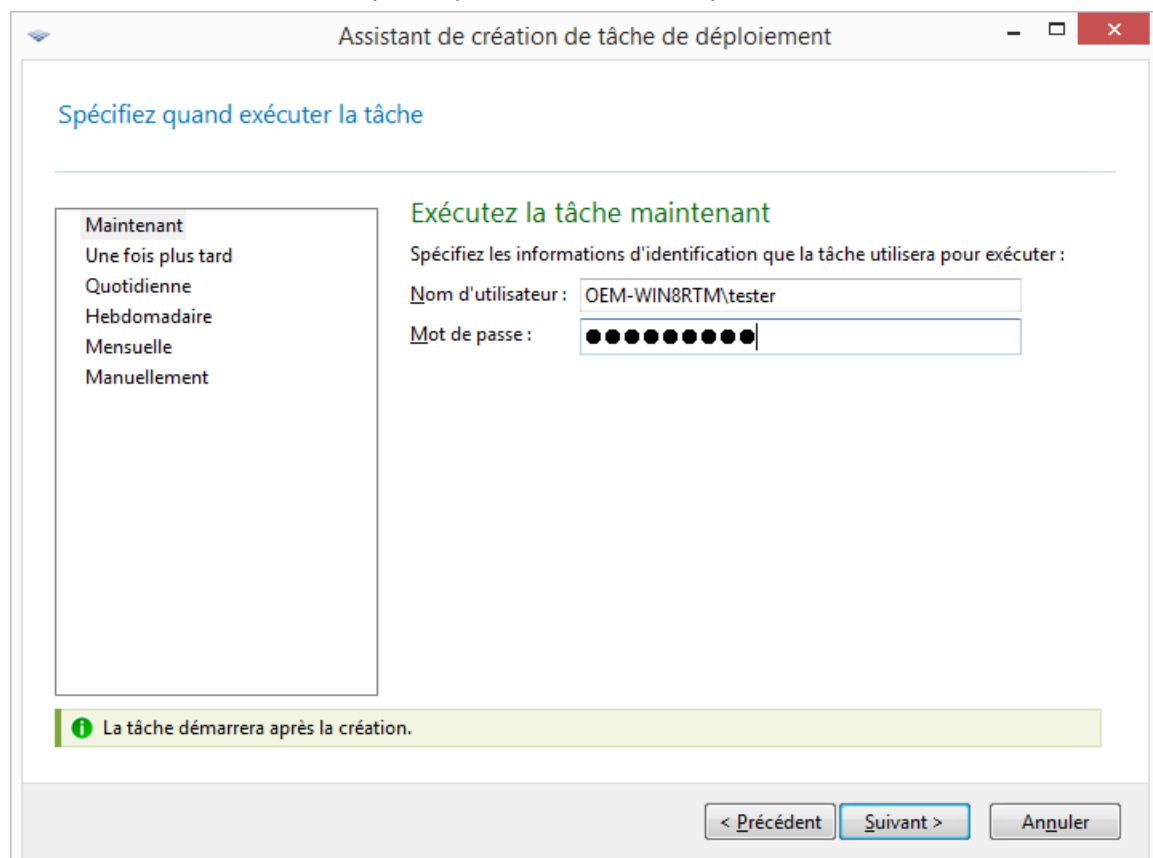 Assistant de création de tâche de déploiement
Spécifiez quand exécuter la tâche
Maintenant
Une fois plus tard
Quotidienne
Hebdomadaire
Mensuelle
Manuellement
Exécutez la tâche maintenant
Spécifiez les informations d'identification que la tâche utilisera pour exécuter :
Nom d'utilisateur : OEM-WIN8RTM\tester
Mot de passe : ●●●●●●●●●
La tâche démarrera après la création.
< Précédent Suivant > Annuler